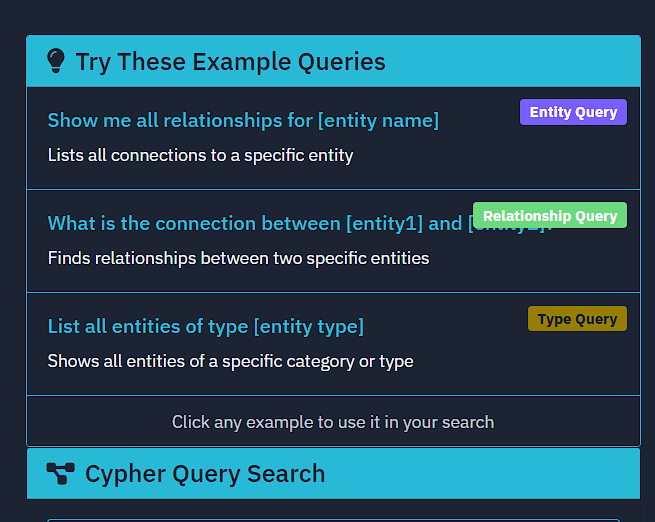 Try These Example Queries
Show me all relationships for [entity name]
Entity Query
Lists all connections to a specific entity
What is the connection between [entity1] and [
Relationship Query
Finds relationships between two specific entities
List all entities of type [entity type]
Type Query
Shows all entities of a specific category or type
Click any example to use it in your search
Cypher Query Search